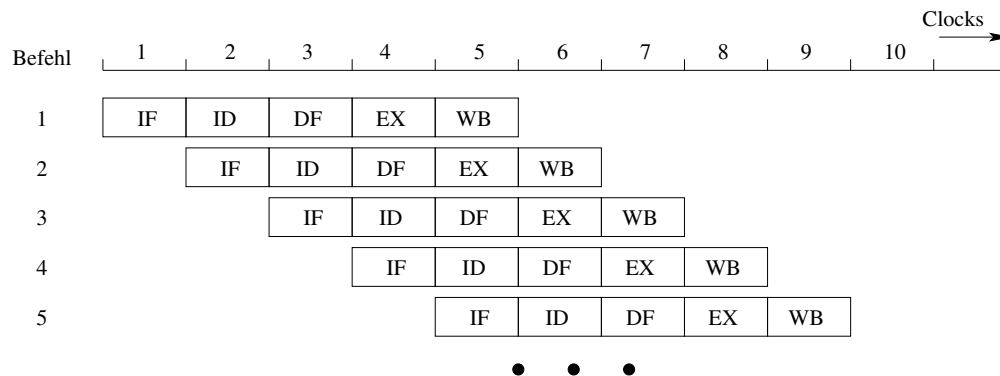 Clocks
Befehl 1 2 3 4 5 6 7 8 9 10
1 IF ID DF EX WB
2 IF ID DF EX WB
3 IF ID DF EX WB
4 IF ID DF EX WB
5 IF ID DF EX WB